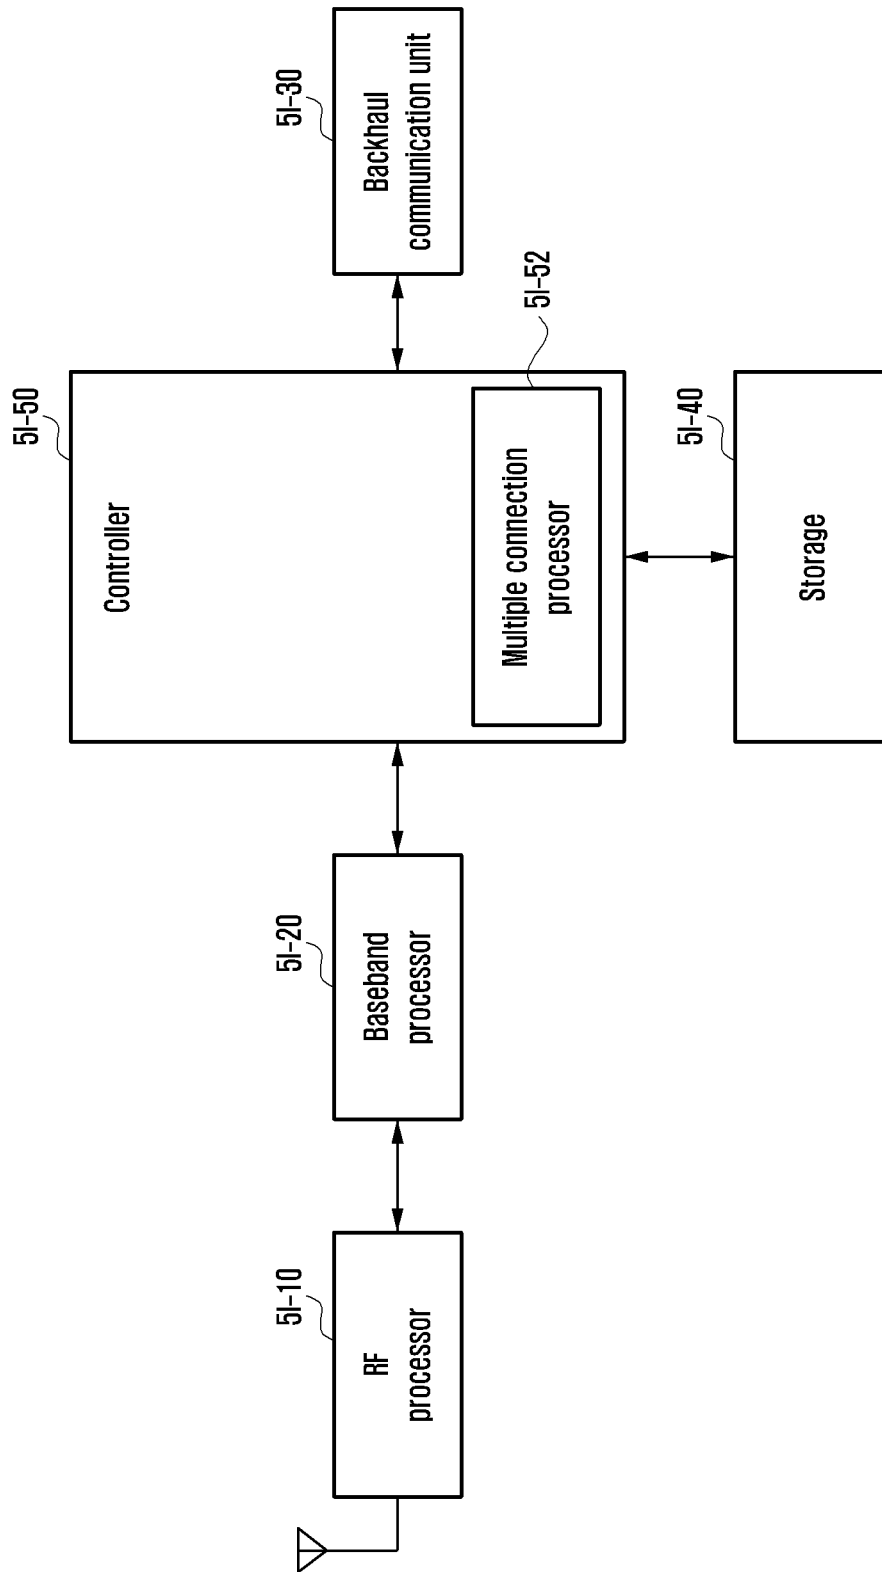 5I-10
RF
processor
5I-20
Baseband
processor
5I-50
Controller
5I-52
Multiple connection
processor
5I-30
Backhaul
communication unit
5I-40
Storage